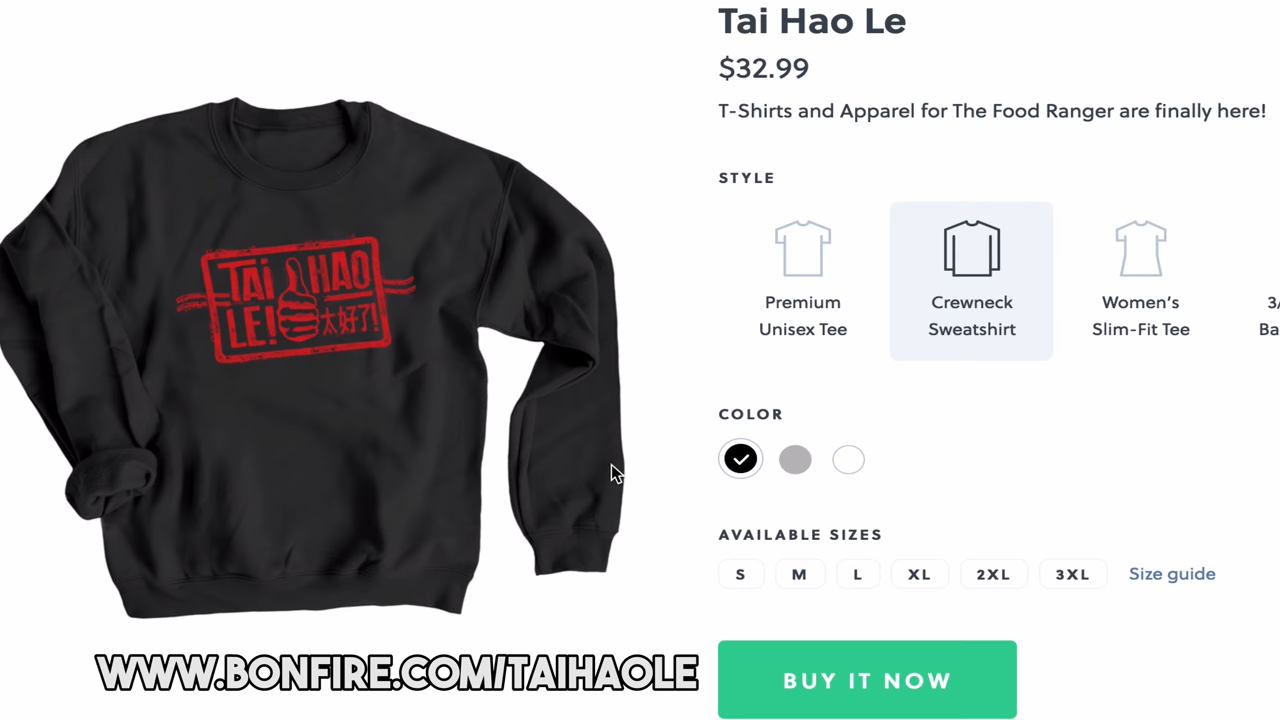 Tai Hao Le
$32.99
T-Shirts and Apparel for The Food Ranger are finally here!
STYLE
Premium
Unisex Tee
Crewneck
Sweatshirt
Women's
Slim-Fit Tee
3/
Ba
COLOR
AVAILABLE SIZES
S M L XL 2XL 3XL Size guide
BUY IT NOW
TAI HAO
LE! 太好了!
WWW.BONFIRE.COM/TAIHAOLE